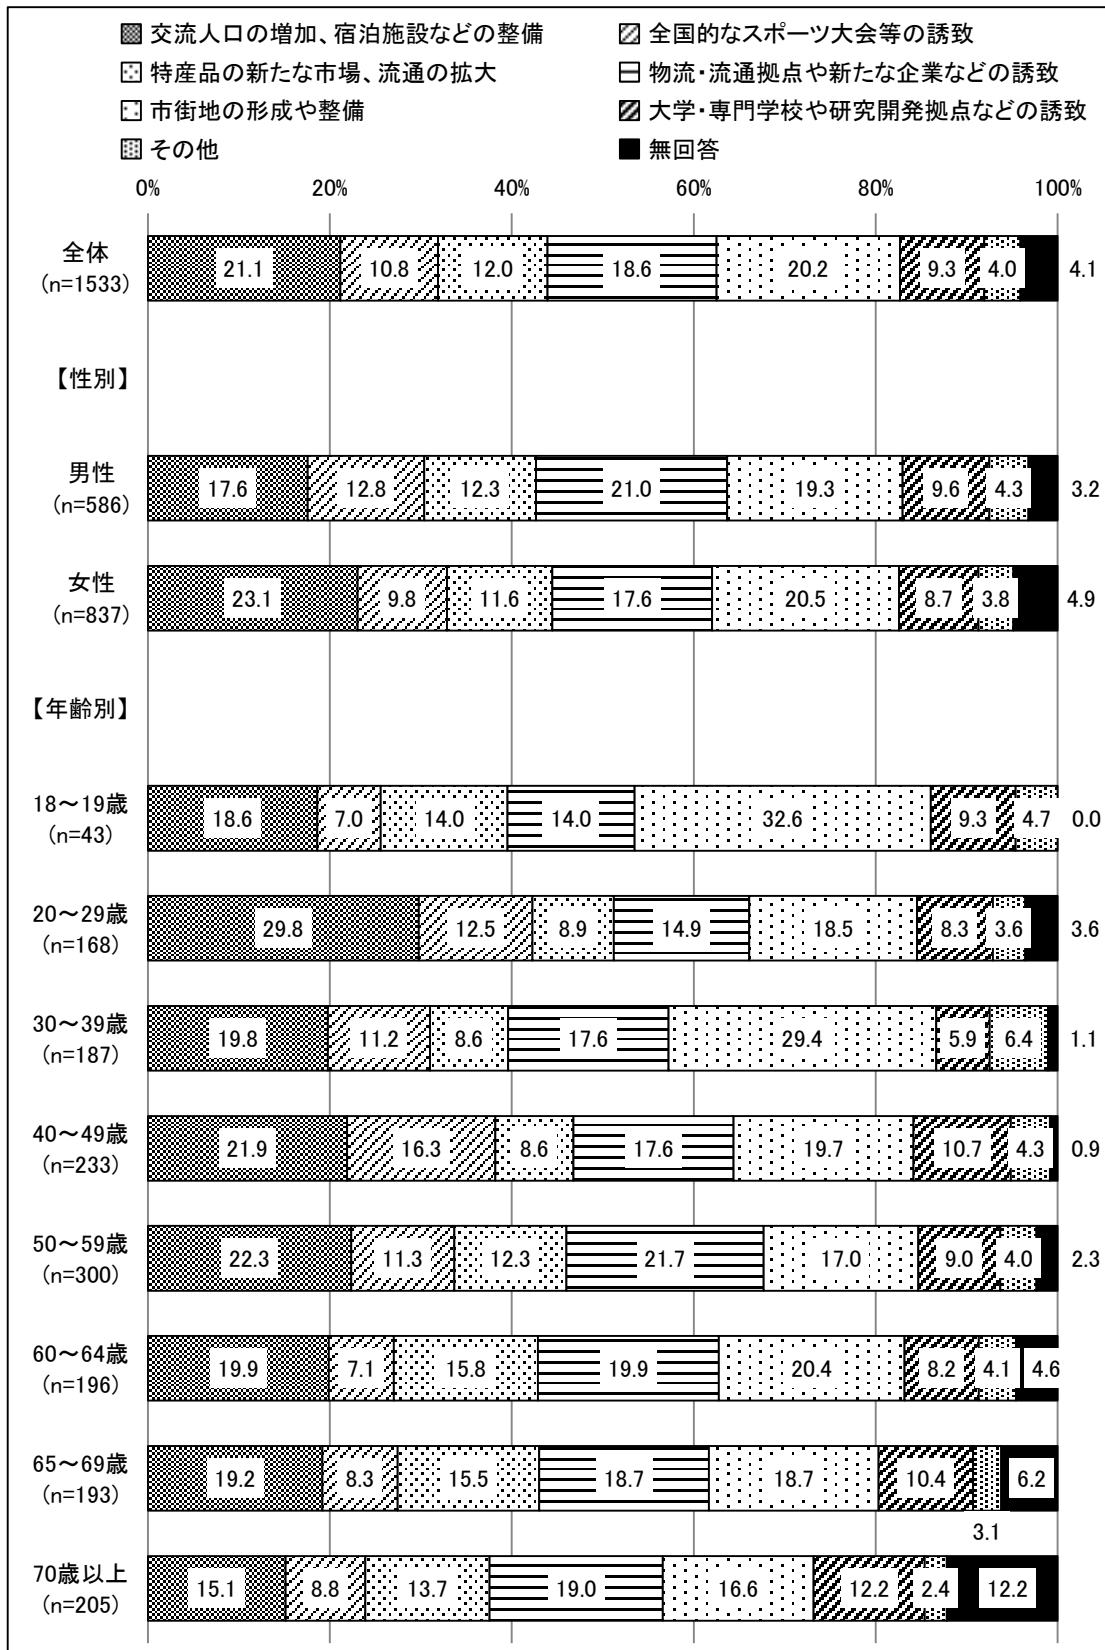 交流人口の増加、宿泊施設などの整備 全国的なスポーツ大会等の誘致
特産品の新たな市場、流通の拡大 物流・流通拠点や新たな企業などの誘致
市街地の形成や整備 大学・専門学校や研究開発拠点などの誘致
その他 無回答
0% 20% 40% 60% 80% 100%
全体
(n=1533)
21.1 10.8 12.0 18.6 20.2 9.3 4.0 4.1
【性別】
男性
(n=586)
17.6 12.8 12.3 21.0 19.3 9.6 4.3 3.2
女性
(n=837)
23.1 9.8 11.6 17.6 20.5 8.7 3.8 4.9
【年齢別】
18～19歳
(n=43)
18.6 7.0 14.0 14.0 32.6 9.3 4.7 0.0
20～29歳
(n=168)
29.8 12.5 8.9 14.9 18.5 8.3 3.6 3.6
30～39歳
(n=187)
19.8 11.2 8.6 17.6 29.4 5.9 6.4 1.1
40～49歳
(n=233)
21.9 16.3 8.6 17.6 19.7 10.7 4.3 0.9
50～59歳
(n=300)
22.3 11.3 12.3 21.7 17.0 9.0 4.0 2.3
60～64歳
(n=196)
19.9 7.1 15.8 19.9 20.4 8.2 4.1 4.6
65～69歳
(n=193)
19.2 8.3 15.5 18.7 18.7 10.4 6.2
3.1
70歳以上
(n=205)
15.1 8.8 13.7 19.0 16.6 12.2 2.4 12.2